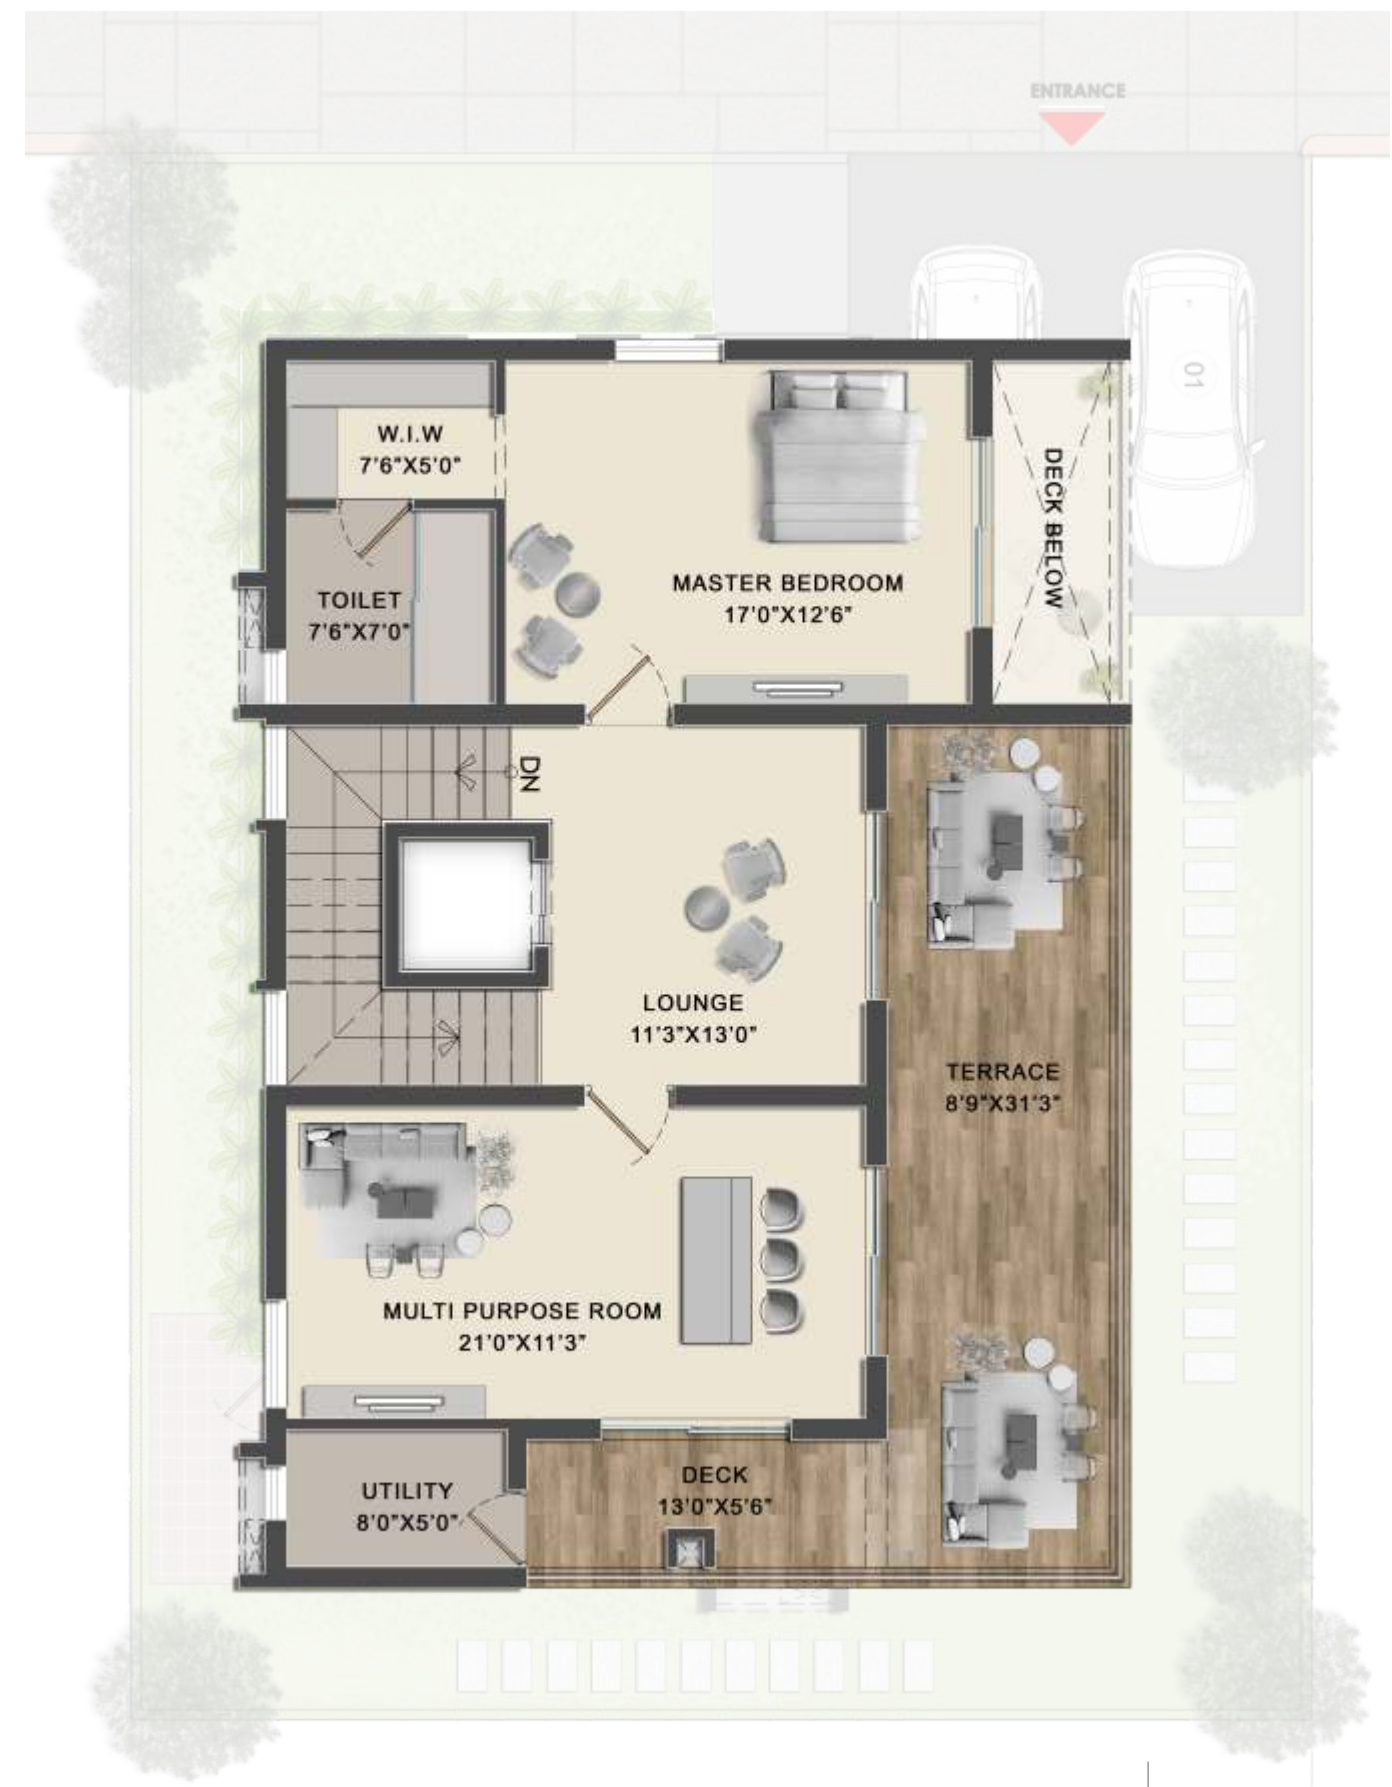 ENTRANCE
01
W.I.W
7'6"X5'0"
DECK BELOW
MASTER BEDROOM
17'0"X12'6"
TOILET
7'6"X7'0"
DN
LOUNGE
11'3"X13'0"
TERRACE
8'9"X31'3"
MULTI PURPOSE ROOM
21'0"X11'3"
DECK
13'0"X5'6"
UTILITY
8'0"X5'0"